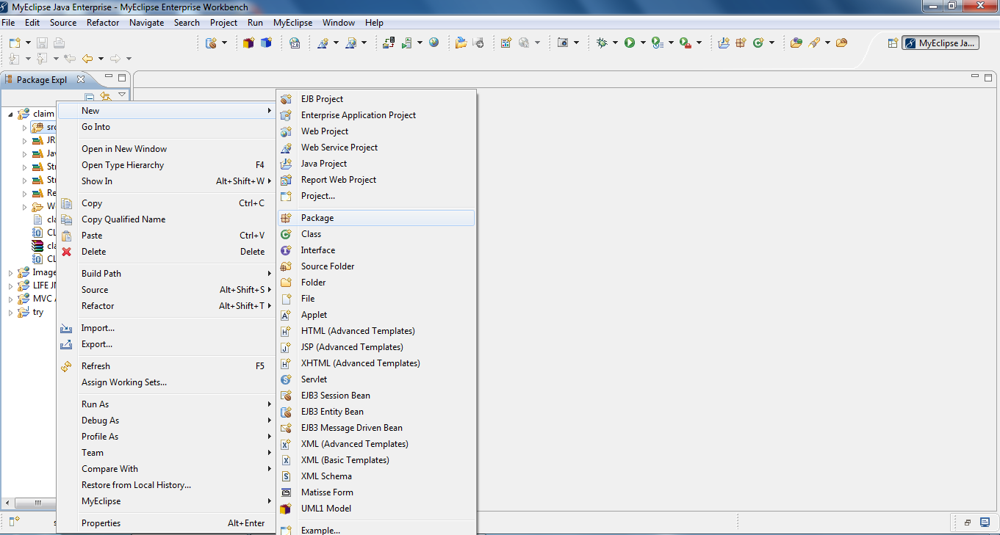 MyEclipse Java Enterprise - MyEclipse Enterprise Workbench
File Edit Source Refactor Navigate Search Project Run MyEclipse Window Help
2.0
MyEclipse Ja...
Package Expl
claim
src
JR
Jav
Str
Str
Re
W
cla
CL
cla
CL
Image
LIFE JN
MVC A
try
New
Go Into
Open in New Window
Open Type Hierarchy F4
Show In Alt+Shift+W
Copy Ctrl+C
Copy Qualified Name
Paste Ctrl+V
Delete Delete
Build Path
Source Alt+Shift+S
Refactor Alt+Shift+T
Import...
Export...
Refresh F5
Assign Working Sets...
Run As
Debug As
Profile As
Team
Compare With
Restore from Local History...
MyEclipse
Properties Alt+Enter
EJB Project
Enterprise Application Project
Web Project
Web Service Project
Java Project
Report Web Project
Project...
Package
Class
Interface
Source Folder
Folder
File
Applet
HTML (Advanced Templates)
JSP (Advanced Templates)
XHTML (Advanced Templates)
Servlet
EJB3 Session Bean
EJB3 Entity Bean
EJB3 Message Driven Bean
XML (Advanced Templates)
XML (Basic Templates)
XML Schema
Matisse Form
UML1 Model
Example...